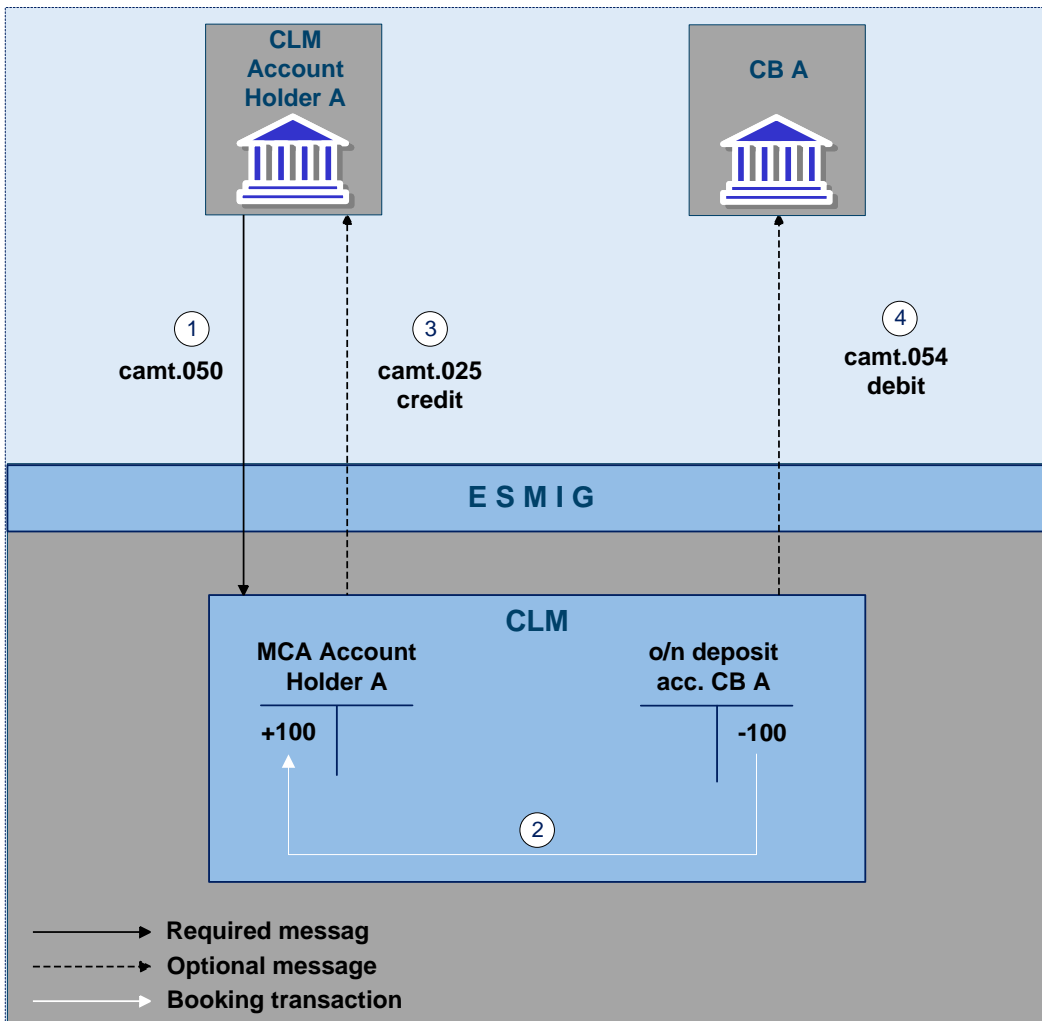 CLM
Account
Holder A
CB A
1
camt.050
3
camt.025
credit
4
camt.054
debit
E S M I G
CLM
MCA Account
Holder A
o/n deposit
acc. CB A
+100
-100
2
Required messag
Optional message
Booking transaction